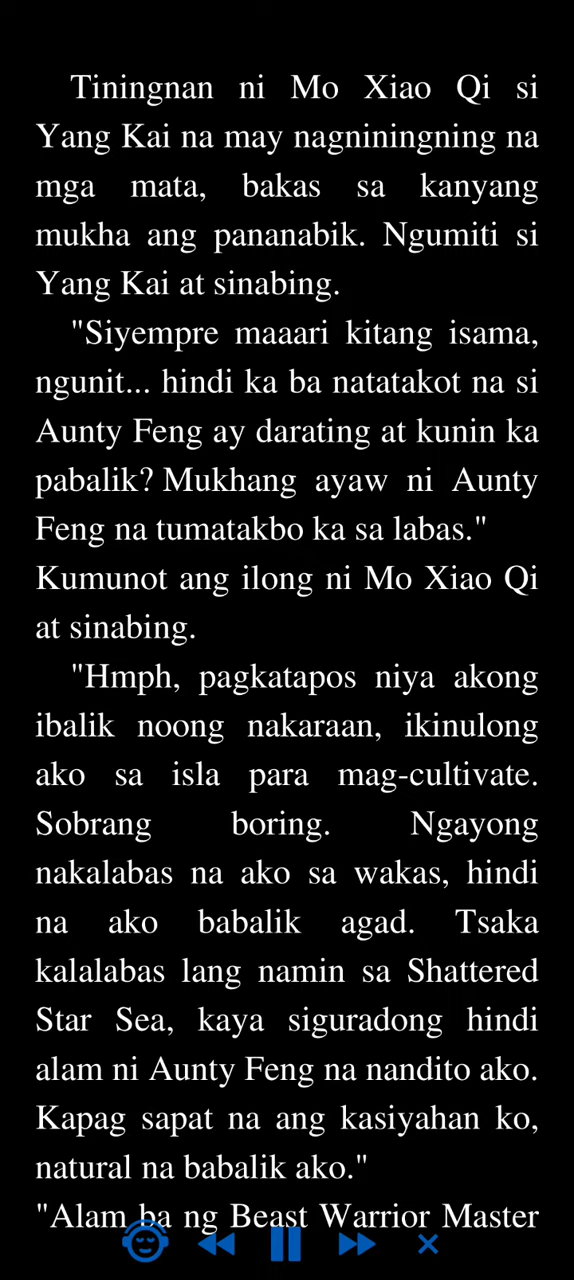 Tiningnan ni Mo Xiao Qi si
Yang Kai na may nagniningning na
mga mata, bakas sa kanyang
mukha ang pananabik. Ngumiti si
Yang Kai at sinabing.
"Siyempre maaari kitang isama,
ngunit... hindi ka ba natatakot na si
Aunty Feng ay darating at kunin ka
pabalik? Mukhang ayaw ni Aunty
Feng na tumatakbo ka sa labas."
Kumunot ang ilong ni Mo Xiao Qi
at sinabing.
"Hmph, pagkatapos niya akong
ibalik noong nakaraan, ikinulong
ako sa isla para mag-cultivate.
Sobrang boring. Ngayong
nakalabas na ako sa wakas, hindi
na ako babalik agad. Tsaka
kalalabas lang namin sa Shattered
Star Sea, kaya siguradong hindi
alam ni Aunty Feng na nandito ako.
Kapag sapat na ang kasiyahan ko,
natural na babalik ako."
"Alam ba ng Beast Warrior Master